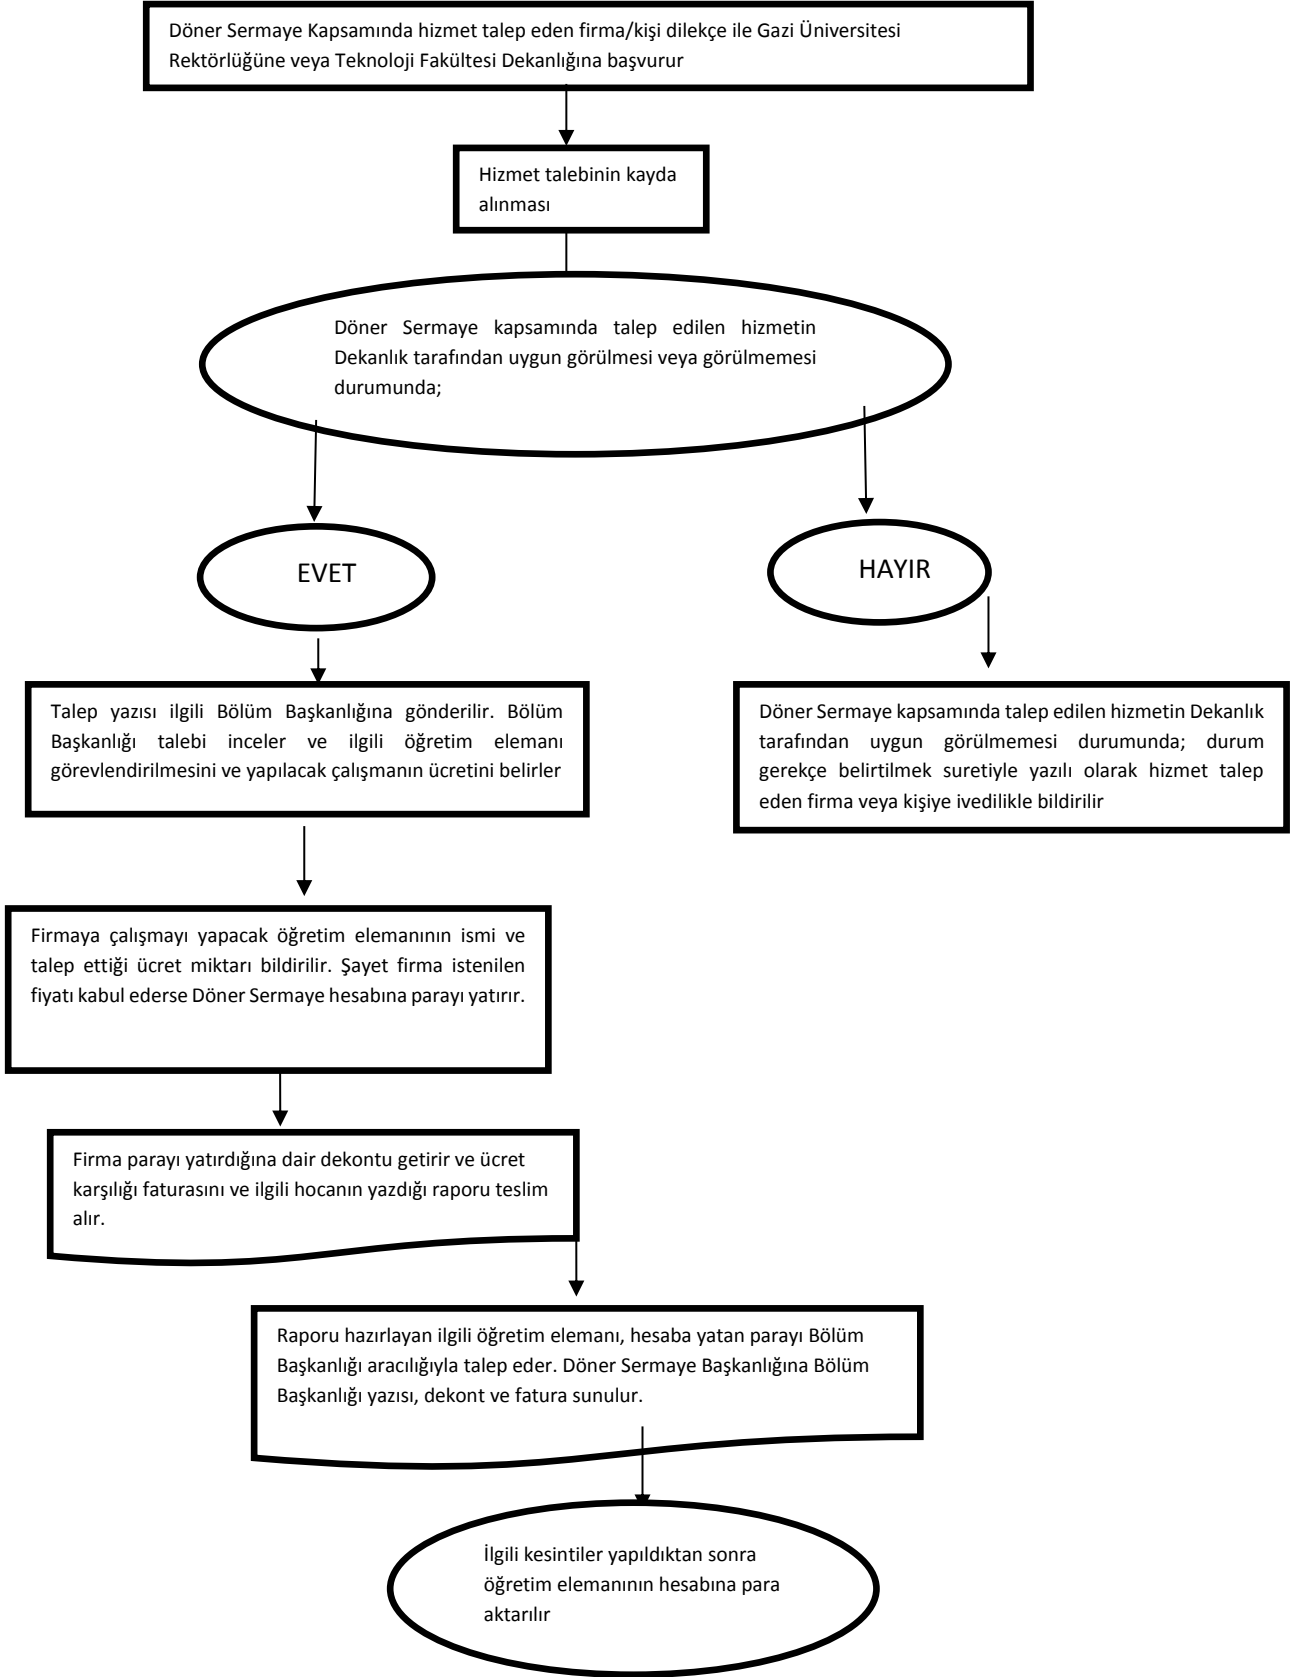 Döner Sermaye Kapsamında hizmet talep eden firma/kişi dilekçe ile Gazi Üniversitesi
Rektörlüğüne veya Teknoloji Fakültesi Dekanlığına başvurur
Hizmet talebinin kayda
alınması
Döner Sermaye kapsamında talep edilen hizmetin
Dekanlık tarafından uygun görülmesi veya görülmemesi
durumunda;
EVET
HAYIR
Talep yazısı ilgili Bölüm Başkanlığına gönderilir. Bölüm
Başkanlığı talebi inceler ve ilgili öğretim elemanı
görevlendirilmesini ve yapılacak çalışmanın ücretini belirler
Döner Sermaye kapsamında talep edilen hizmetin Dekanlık
tarafından uygun görülmemesi durumunda; durum
gerekçe belirtilmek suretiyle yazılı olarak hizmet talep
eden firma veya kişiye ivedilikle bildirilir
Firmaya çalışmayı yapacak öğretim elemanının ismi ve
talep ettiği ücret miktarı bildirilir. Şayet firma istenilen
fiyatı kabul ederse Döner Sermaye hesabına parayı yatırır.
Firma parayı yatırdığına dair dekontu getirir ve ücret
karşılığı faturasını ve ilgili hocanın yazdığı raporu teslim
alır.
Raporu hazırlayan ilgili öğretim elemanı, hesaba yatan parayı Bölüm
Başkanlığı aracılığıyla talep eder. Döner Sermaye Başkanlığına Bölüm
Başkanlığı yazısı, dekont ve fatura sunulur.
İlgili kesintiler yapıldıktan sonra
öğretim elemanının hesabına para
aktarılır